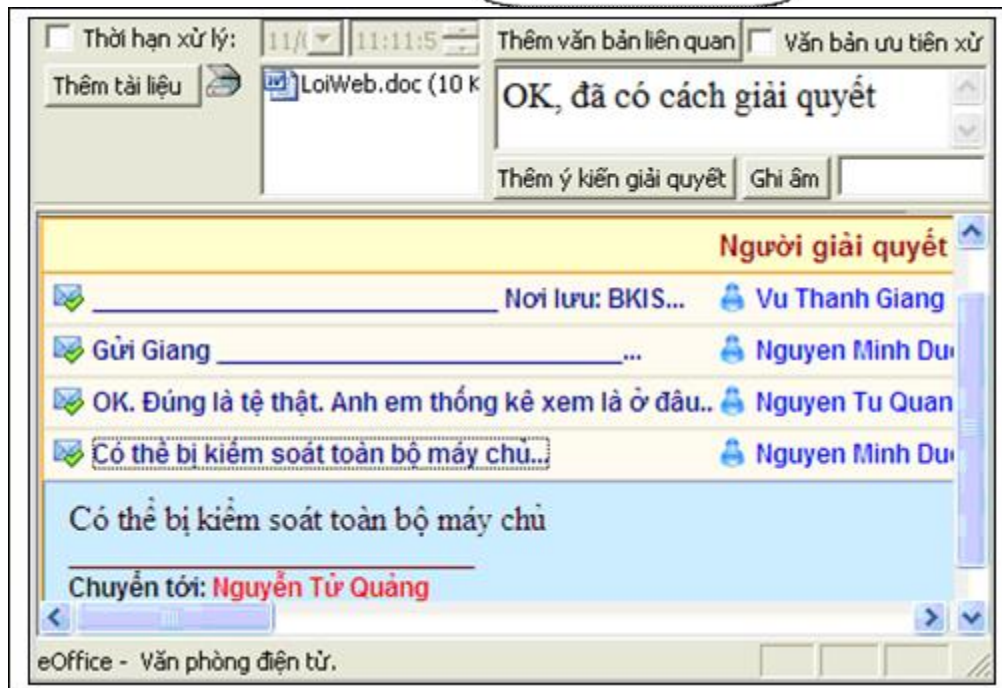 Thời hạn xử lý: 11/( 11:11:5 Thêm văn bản liên quan Văn bản ưu tiên xử
Thêm tài liệu LoiWeb.doc (10 K OK, đã có cách giải quyết
Thêm ý kiến giải quyết Ghi âm
Người giải quyết
Nơi lưu: BKIS... Vu Thanh Giang
Gửi Giang ... Nguyen Minh Du
OK. Đúng là tệ thật. Anh em thống kê xem là ở đâu.. Nguyen Tu Quan
Có thể bị kiểm soát toàn bộ máy chủ... Nguyen Minh Du
Có thể bị kiểm soát toàn bộ máy chủ
Chuyển tới: Nguyễn Tử Quảng
eOffice - Văn phòng điện tử.